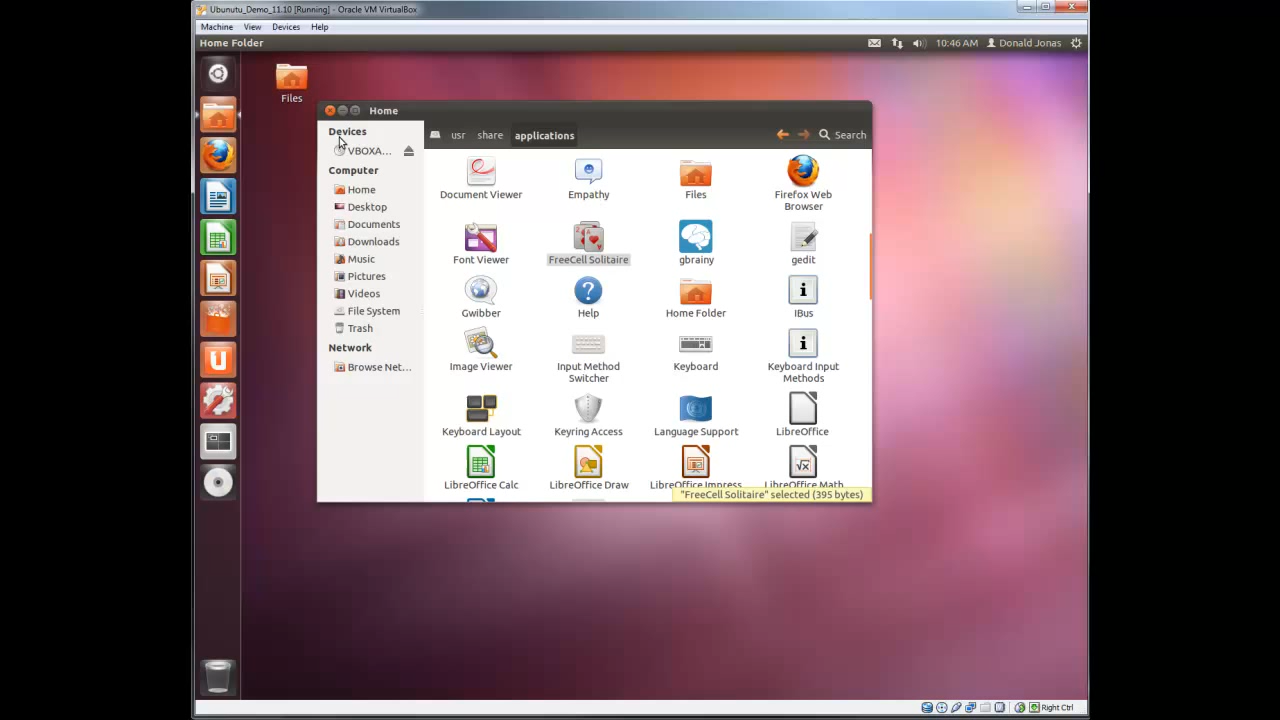 Ubunutu_Demo_11.10 [Running] - Oracle VM VirtualBox
Machine View Devices Help
Home Folder 10:46 AM Donald Jonas
Files
Home
Devices
VBOXA...
Computer
Home
Desktop
Documents
Downloads
Music
Pictures
Videos
File System
Trash
Network
Browse Net...
usr share applications Search
Document Viewer Empathy Files Firefox Web
Browser
Font Viewer FreeCell Solitaire gbrainy gedit
Gwibber Help Home Folder IBus
Image Viewer Input Method
Switcher Keyboard Keyboard Input
Methods
Keyboard Layout Keyring Access Language Support LibreOffice
LibreOffice Calc LibreOffice Draw LibreOffice Impress LibreOffice Math
"FreeCell Solitaire" selected (395 bytes)
Right Ctrl